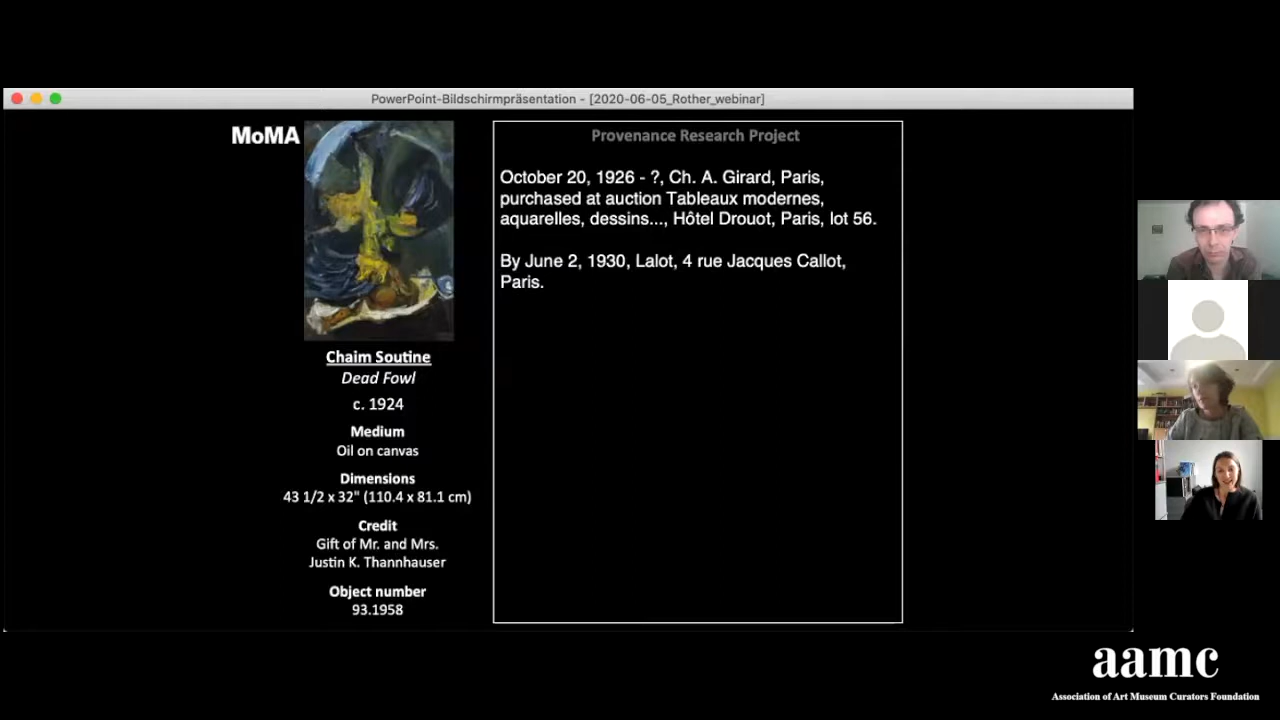 PowerPoint-Bildschirmpräsentation - [2020-06-05_Rother_webinar]
MoMA
Chaim Soutine
Dead Fowl
c. 1924
Medium
Oil on canvas
Dimensions
43 1/2 x 32" (110.4 x 81.1 cm)
Credit
Gift of Mr. and Mrs.
Justin K. Thannhauser
Object number
93.1958
Provenance Research Project
October 20, 1926 - ?, Ch. A. Girard, Paris,
purchased at auction Tableaux modernes,
aquarelles, dessins..., Hôtel Drouot, Paris, lot 56.
By June 2, 1930, Lalot, 4 rue Jacques Callot,
Paris.
aamc
Association of Art Museum Curators Foundation